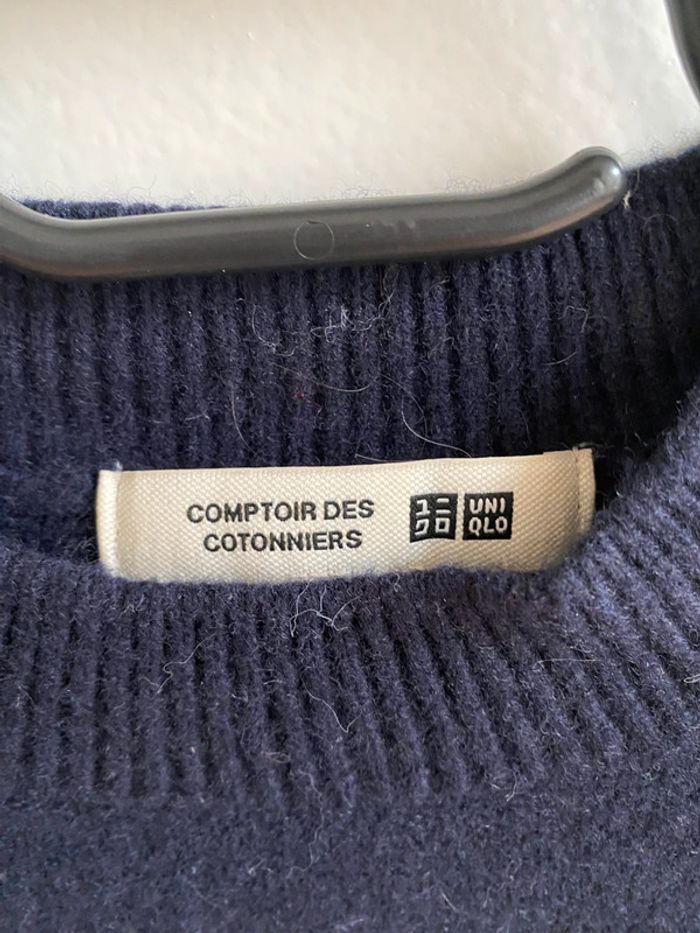 COMPTOIR DES
COTONNIERS
ユニ
クロ
UNI
QLO